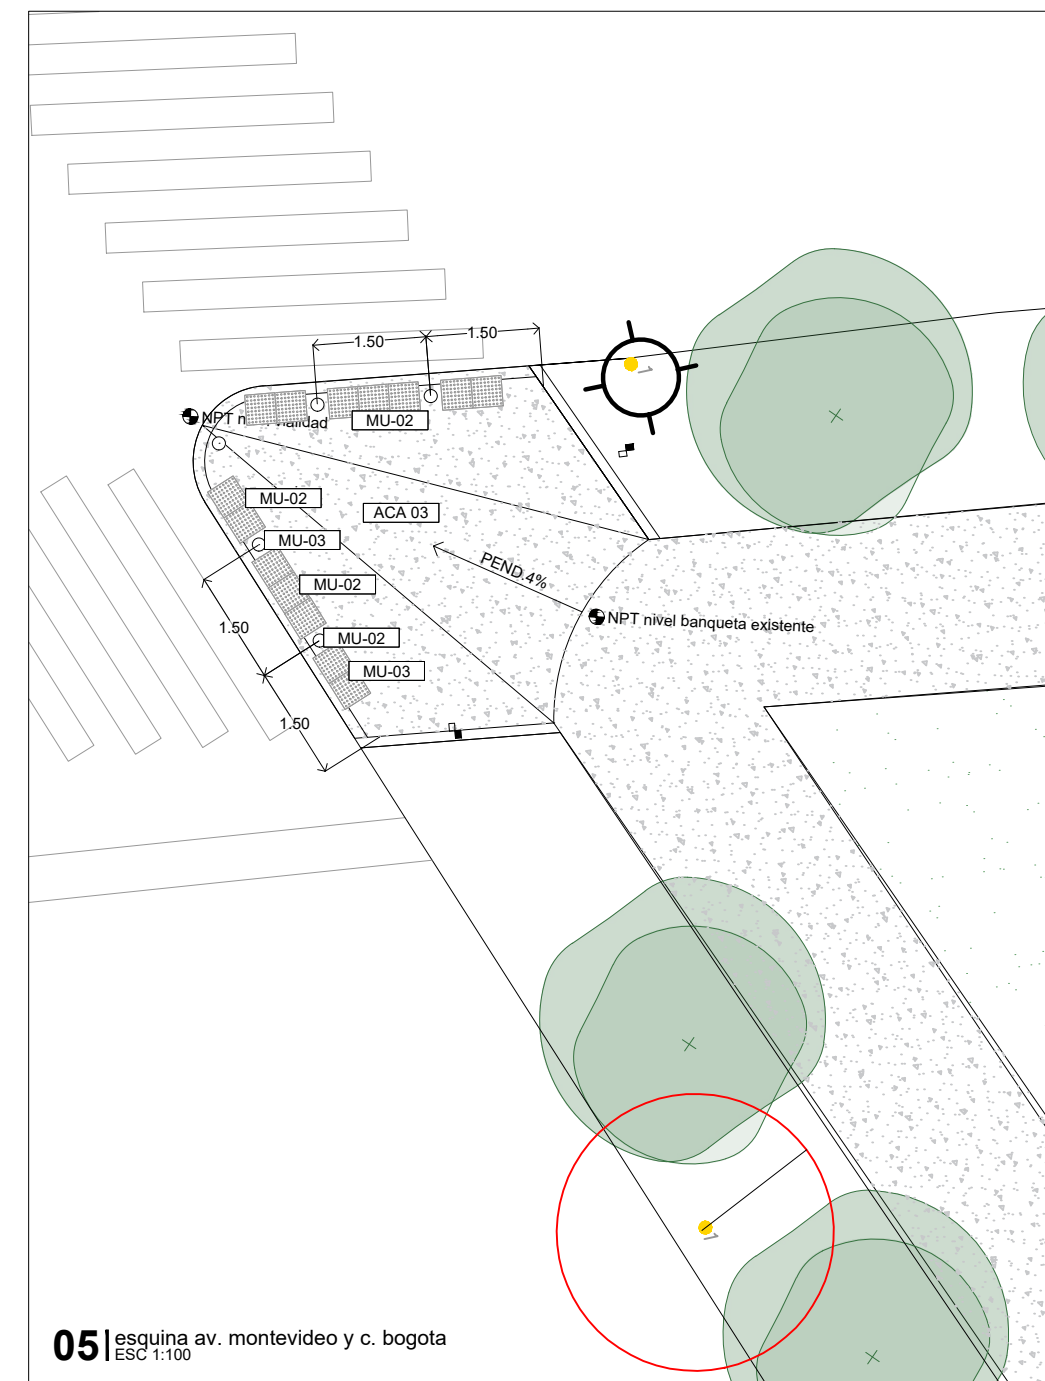 1.50
1.50
1
NPT n vialidad
MU-02
MU-02
ACA 03
MU-03
PEND.4%
MU-02
NPT nivel banqueta existente
1.50
MU-02
MU-03
1.50
1
05 esquina av. montevideo y c. bogota
ESC 1:100